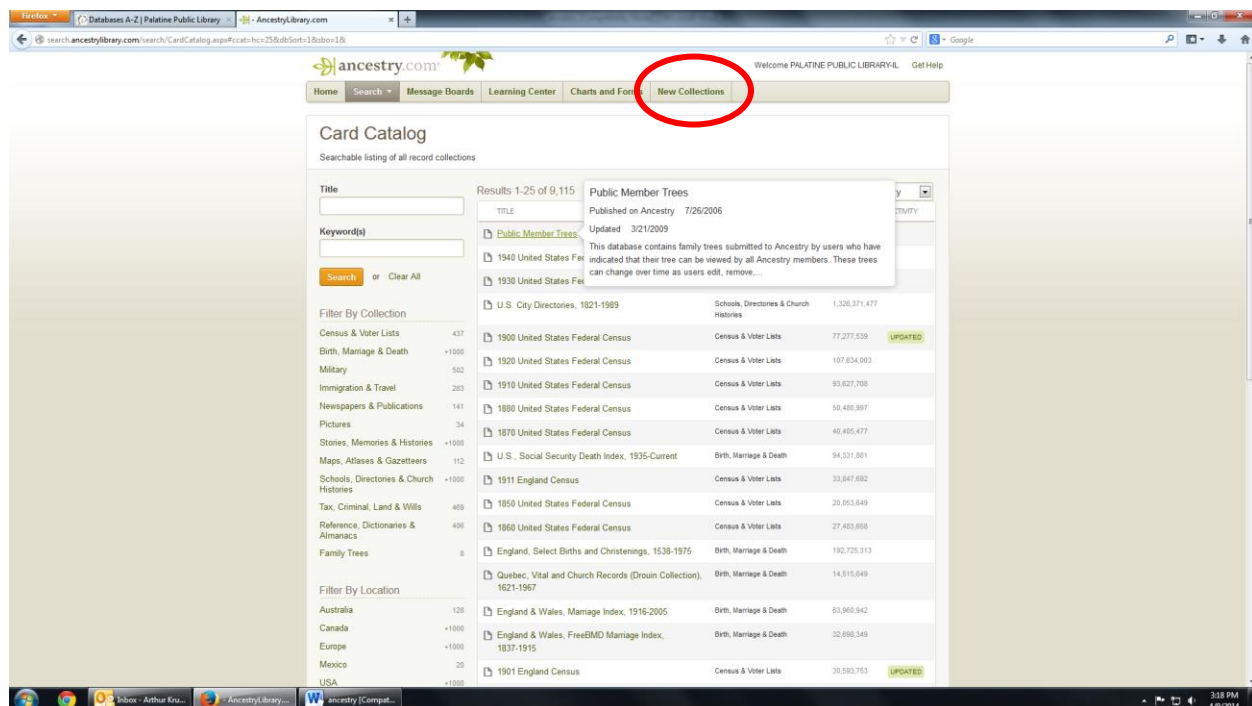 Firefox
Databases A-Z | Palatine Public Library
- AncestryLibrary.com
search.ancestrylibrary.com/search/CardCatalog.aspx#ccat=hc=25&dbSort=1&sbo=1&
Google
ancestry.com
Welcome PALATINE PUBLIC LIBRARY-IL Get Help
Home Search Message Boards Learning Center Charts and Forms New Collections
Card Catalog
Searchable listing of all record collections
Title
Keyword(s)
Search or Clear All
Filter By Collection
Census & Voter Lists 437
Birth, Marriage & Death +1000
Military 502
Immigration & Travel 283
Newspapers & Publications 141
Pictures 34
Stories, Memories & Histories +1000
Maps, Atlases & Gazetteers 112
Schools, Directories & Church +1000
Histories
Tax, Criminal, Land & Wills 469
Reference, Dictionaries & 406
Almanacs
Family Trees 8
Filter By Location
Australia 128
Canada +1000
Europe +1000
Mexico 20
USA +1000
Results 1-25 of 9,115
TITLE
Public Member Trees
Public Member Trees
Published on Ancestry 7/26/2006
Updated 3/21/2009
This database contains family trees submitted to Ancestry by users who have
indicated that their tree can be viewed by all Ancestry members. These trees
can change over time as users edit, remove,...
1940 United States
1930 United States
U.S. City Directories, 1821-1989 Schools, Directories & Church 1,326,371,477
Histories
1900 United States Federal Census Census & Voter Lists 77,277,539 UPDATED
1920 United States Federal Census Census & Voter Lists 107,634,003
1910 United States Federal Census Census & Voter Lists 93,627,708
1880 United States Federal Census Census & Voter Lists 50,480,997
1870 United States Federal Census Census & Voter Lists 40,405,477
U.S., Social Security Death Index, 1935-Current Birth, Marriage & Death 94,331,881
1911 England Census Census & Voter Lists 33,847,692
1850 United States Federal Census Census & Voter Lists 20,053,649
1860 United States Federal Census Census & Voter Lists 27,483,658
England, Select Births and Christenings, 1538-1975 Birth, Marriage & Death 192,725,313
Quebec, Vital and Church Records (Drouin Collection), Birth, Marriage & Death 14,515,649
1621-1967
England & Wales, Marriage Index, 1916-2005 Birth, Marriage & Death 63,960,942
England & Wales, FreeBMD Marriage Index, Birth, Marriage & Death 32,698,349
1837-1915
1901 England Census Census & Voter Lists 30,593,753 UPDATED
Inbox - Arthur Kru...
- AncestryLibrary....
ancestry [Compat...
3:18 PM
4/9/2014